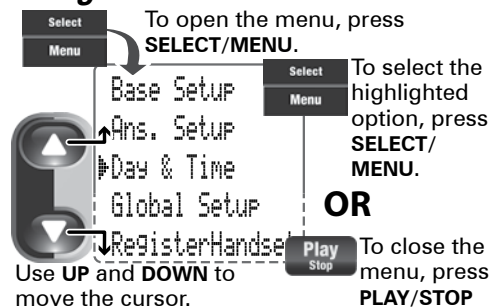 Select
Menu
To open the menu, press
SELECT/MENU.
Base Setup
Ans. Setup
Day & Time
Global Setup
RegisterHandset
Select
Menu
To select the
highlighted
option, press
SELECT/
MENU.
OR
Play
Stop
To close the
menu, press
PLAY/STOP
Use UP and DOWN to
move the cursor.